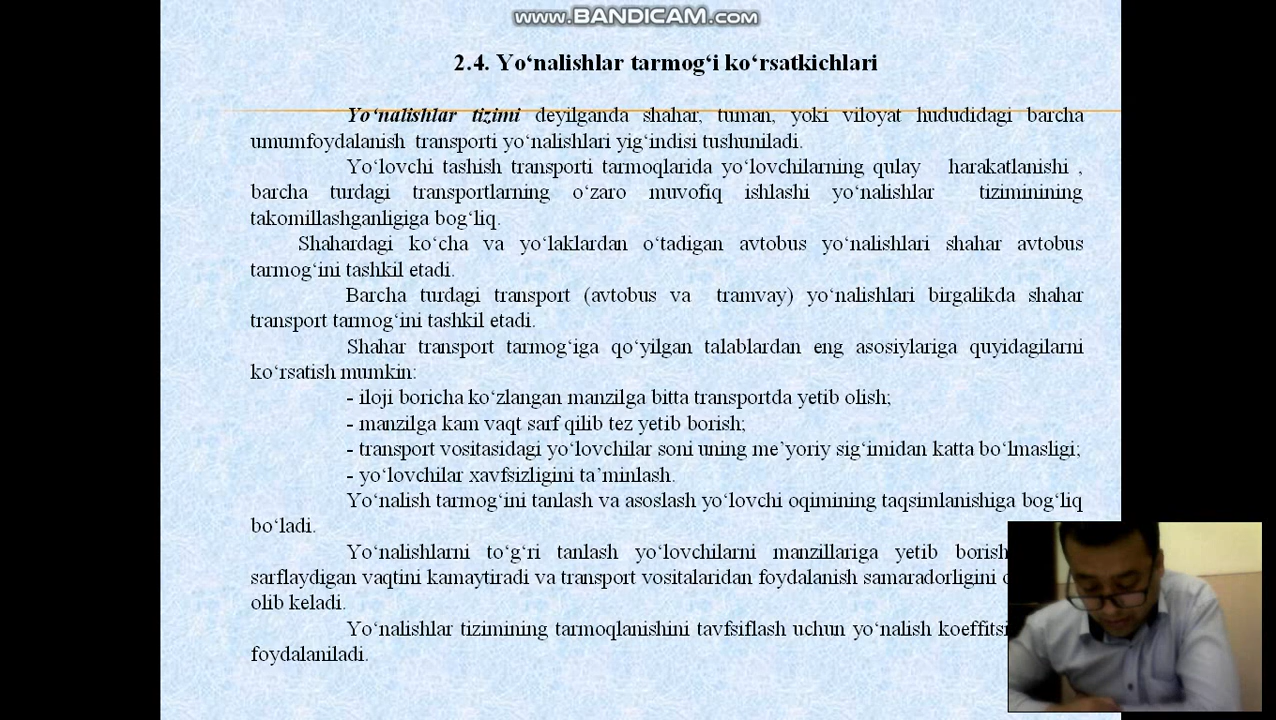 www.BANDICAM.com
2.4. Yo‘nalishlar tarmog‘i ko‘rsatkichlari
Yo‘nalishlar tizimi deyilganda shahar, tuman, yoki viloyat hududidagi barcha
umumfoydalanish transporti yo‘nalishlari yig‘indisi tushuniladi.
Yo‘lovchi tashish transporti tarmoqlarida yo‘lovchilarning qulay harakatlanishi ,
barcha turdagi transportlarning o‘zaro muvofiq ishlashi yo‘nalishlar tiziminining
takomillashganligiga bog‘liq.
Shahardagi ko‘cha va yo‘laklardan o‘tadigan avtobus yo‘nalishlari shahar avtobus
tarmog‘ini tashkil etadi.
Barcha turdagi transport (avtobus va tramvay) yo‘nalishlari birgalikda shahar
transport tarmog‘ini tashkil etadi.
Shahar transport tarmog‘iga qo‘yilgan talablardan eng asosiylariga quyidagilarni
ko‘rsatish mumkin:
- iloji boricha ko‘zlangan manzilga bitta transportda yetib olish;
- manzilga kam vaqt sarf qilib tez yetib borish;
- transport vositasidagi yo‘lovchilar soni uning me’yoriy sig‘imidan katta bo‘lmasligi;
- yo‘lovchilar xavfsizligini ta’minlash.
Yo‘nalish tarmog‘ini tanlash va asoslash yo‘lovchi oqimining taqsimlanishiga bog‘liq
bo‘ladi.
Yo‘nalishlarni to‘g‘ri tanlash yo‘lovchilarni manzillariga yetib borish
sarflaydigan vaqtini kamaytiradi va transport vositalaridan foydalanish samaradorligini
olib keladi.
Yo‘nalishlar tizimining tarmoqlanishini tavfsiflash uchun yo‘nalish
foydalaniladi.